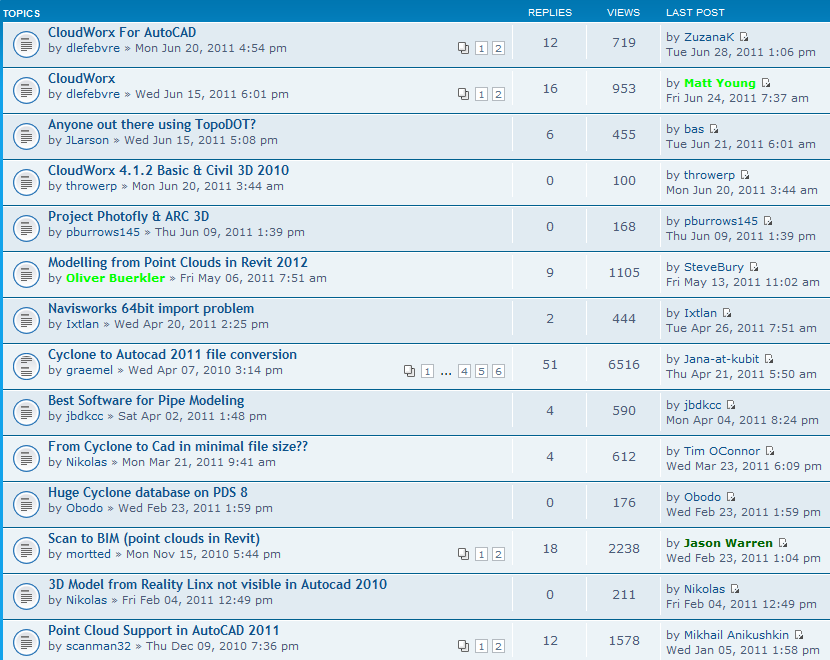 TOPICS REPLIES VIEWS LAST POST
CloudWorx For AutoCAD
by dlefebvre » Mon Jun 20, 2011 4:54 pm 1 2 12 719 by ZuzanaK
Tue Jun 28, 2011 1:06 pm
CloudWorx
by dlefebvre » Wed Jun 15, 2011 6:01 pm 1 2 16 953 by Matt Young
Fri Jun 24, 2011 7:37 am
Anyone out there using TopoDOT?
by JLarson » Wed Jun 15, 2011 5:08 pm 6 455 by bas
Tue Jun 21, 2011 6:01 am
CloudWorx 4.1.2 Basic & Civil 3D 2010
by throwerp » Mon Jun 20, 2011 3:44 am 0 100 by throwerp
Mon Jun 20, 2011 3:44 am
Project Photofly & ARC 3D
by pburrows145 » Thu Jun 09, 2011 1:39 pm 0 168 by pburrows145
Thu Jun 09, 2011 1:39 pm
Modelling from Point Clouds in Revit 2012
by Oliver Buerkler » Fri May 06, 2011 7:51 am 9 1105 by SteveBury
Fri May 13, 2011 11:02 am
Navisworks 64bit import problem
by Ixtlan » Wed Apr 20, 2011 2:25 pm 2 444 by Ixtlan
Tue Apr 26, 2011 7:51 am
Cyclone to Autocad 2011 file conversion
by graemel » Wed Apr 07, 2010 3:14 pm 1 ... 4 5 6 51 6516 by Jana-at-kubit
Thu Apr 21, 2011 5:50 am
Best Software for Pipe Modeling
by jbdkcc » Sat Apr 02, 2011 1:48 pm 4 590 by jbdkcc
Mon Apr 04, 2011 8:24 pm
From Cyclone to Cad in minimal file size??
by Nikolas » Mon Mar 21, 2011 9:41 am 4 612 by Tim OConnor
Wed Mar 23, 2011 6:09 pm
Huge Cyclone database on PDS 8
by Obodo » Wed Feb 23, 2011 1:59 pm 0 176 by Obodo
Wed Feb 23, 2011 1:59 pm
Scan to BIM (point clouds in Revit)
by mortted » Mon Nov 15, 2010 5:44 pm 1 2 18 2238 by Jason Warren
Wed Feb 23, 2011 1:04 pm
3D Model from Reality Linx not visible in Autocad 2010
by Nikolas » Fri Feb 04, 2011 12:49 pm 0 211 by Nikolas
Fri Feb 04, 2011 12:49 pm
Point Cloud Support in AutoCAD 2011
by scanman32 » Thu Dec 09, 2010 7:36 pm 1 2 12 1578 by Mikhail Anikushkin
Wed Jan 05, 2011 1:58 pm